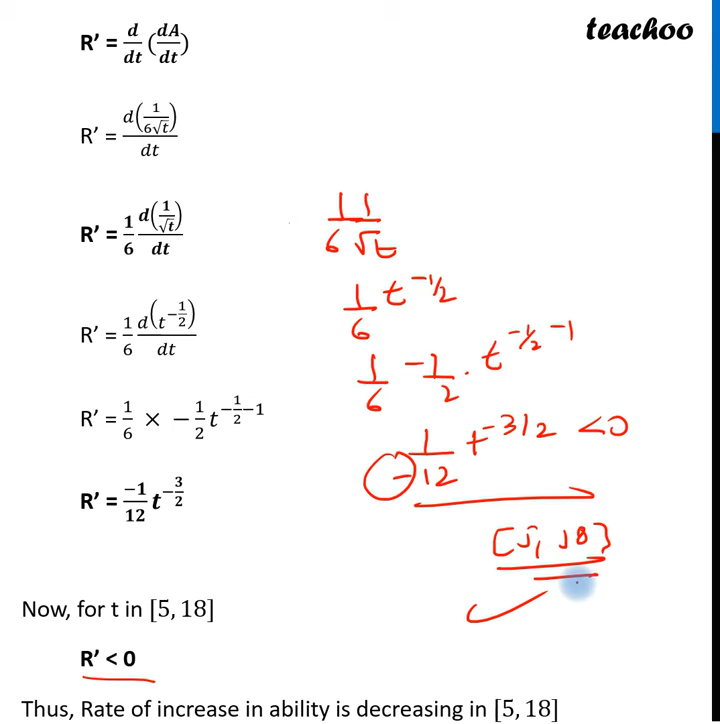 teachoo
R′ = d/dt (dA/dt)
R′ = d(1/6√t)/dt
R′ = 1/6 d(1/√t)/dt
R′ = 1/6 d(t^−1/2)/dt
R′ = 1/6 × −1/2 t^−1/2−1
R′ = −1/12 t^−3/2
1/6 1/√t
1/6 t^−1/2
1/6 −1/2 . t^−1/2 −1
−1/12 t^−3/2 <0
[5, 18]
Now, for t in [5, 18]
R′ < 0
Thus, Rate of increase in ability is decreasing in [5, 18]